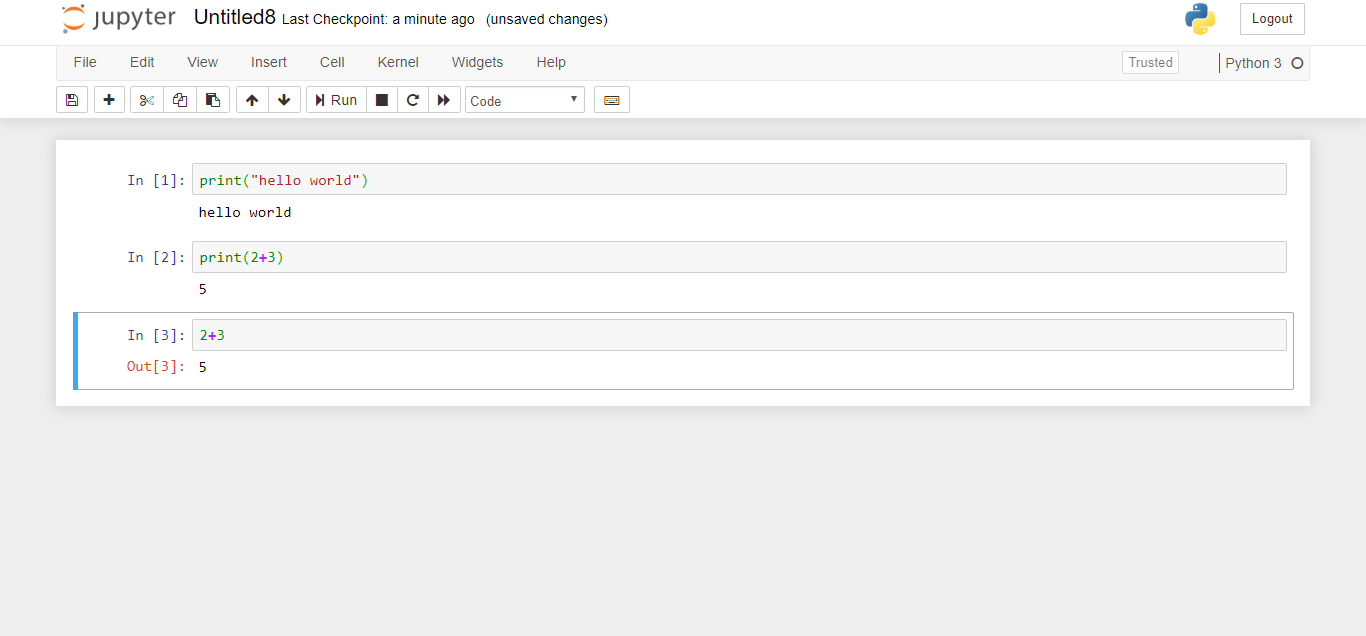 jupyter Untitled8 Last Checkpoint: a minute ago (unsaved changes) Logout
File Edit View Insert Cell Kernel Widgets Help Trusted Python 3
Run Code
In [1]: print("hello world")
hello world
In [2]: print(2+3)
5
In [3]: 2+3
Out[3]: 5